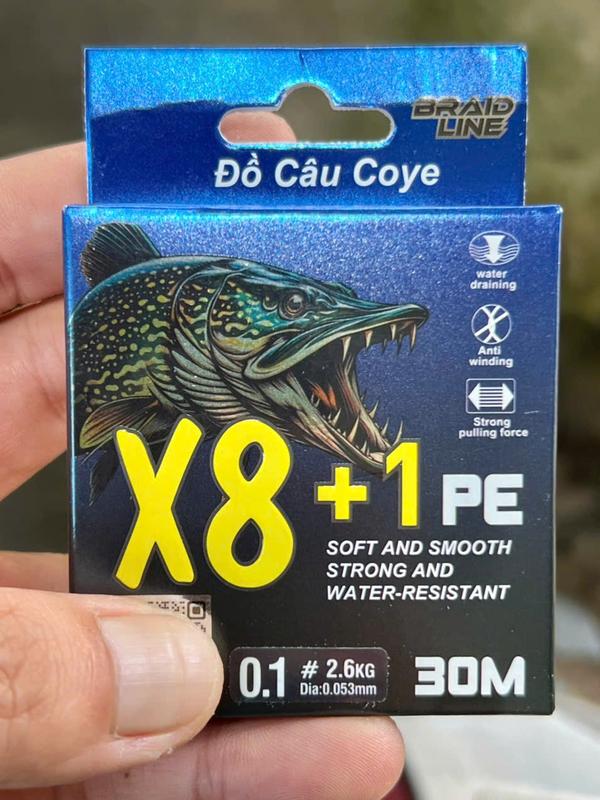 BRAID
LINE
Đồ Câu Coye
water
draining
Anti
winding
Strong
pulling force
X8+1 PE
SOFT AND SMOOTH
STRONG AND
WATER-RESISTANT
0.1 # 2.6KG
Dia:0.053mm
30M